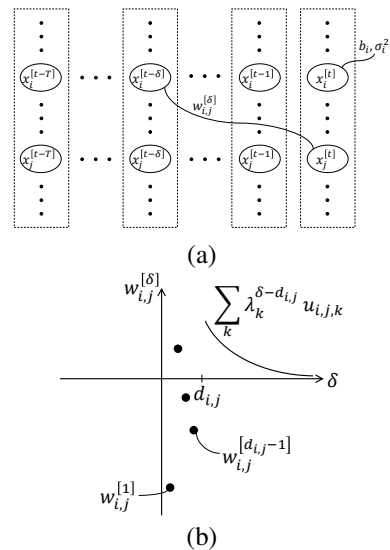 b_i, σ_i^2
x_i^{[t-T]} · · · x_i^{[t-δ]} · · · x_i^{[t-1]} x_i^{[t]}
w_{i,j}^{[δ]}
x_j^{[t-T]} · · · x_i^{[t-δ]} · · · x_j^{[t-1]} x_j^{[t]}
(a)
w_{i,j}^{[δ]}
∑_k λ_k^{δ-d_{i,j}} u_{i,j,k}
δ
d_{i,j}
w_{i,j}^{[d_{i,j}-1]}
w_{i,j}^{[1]}
(b)